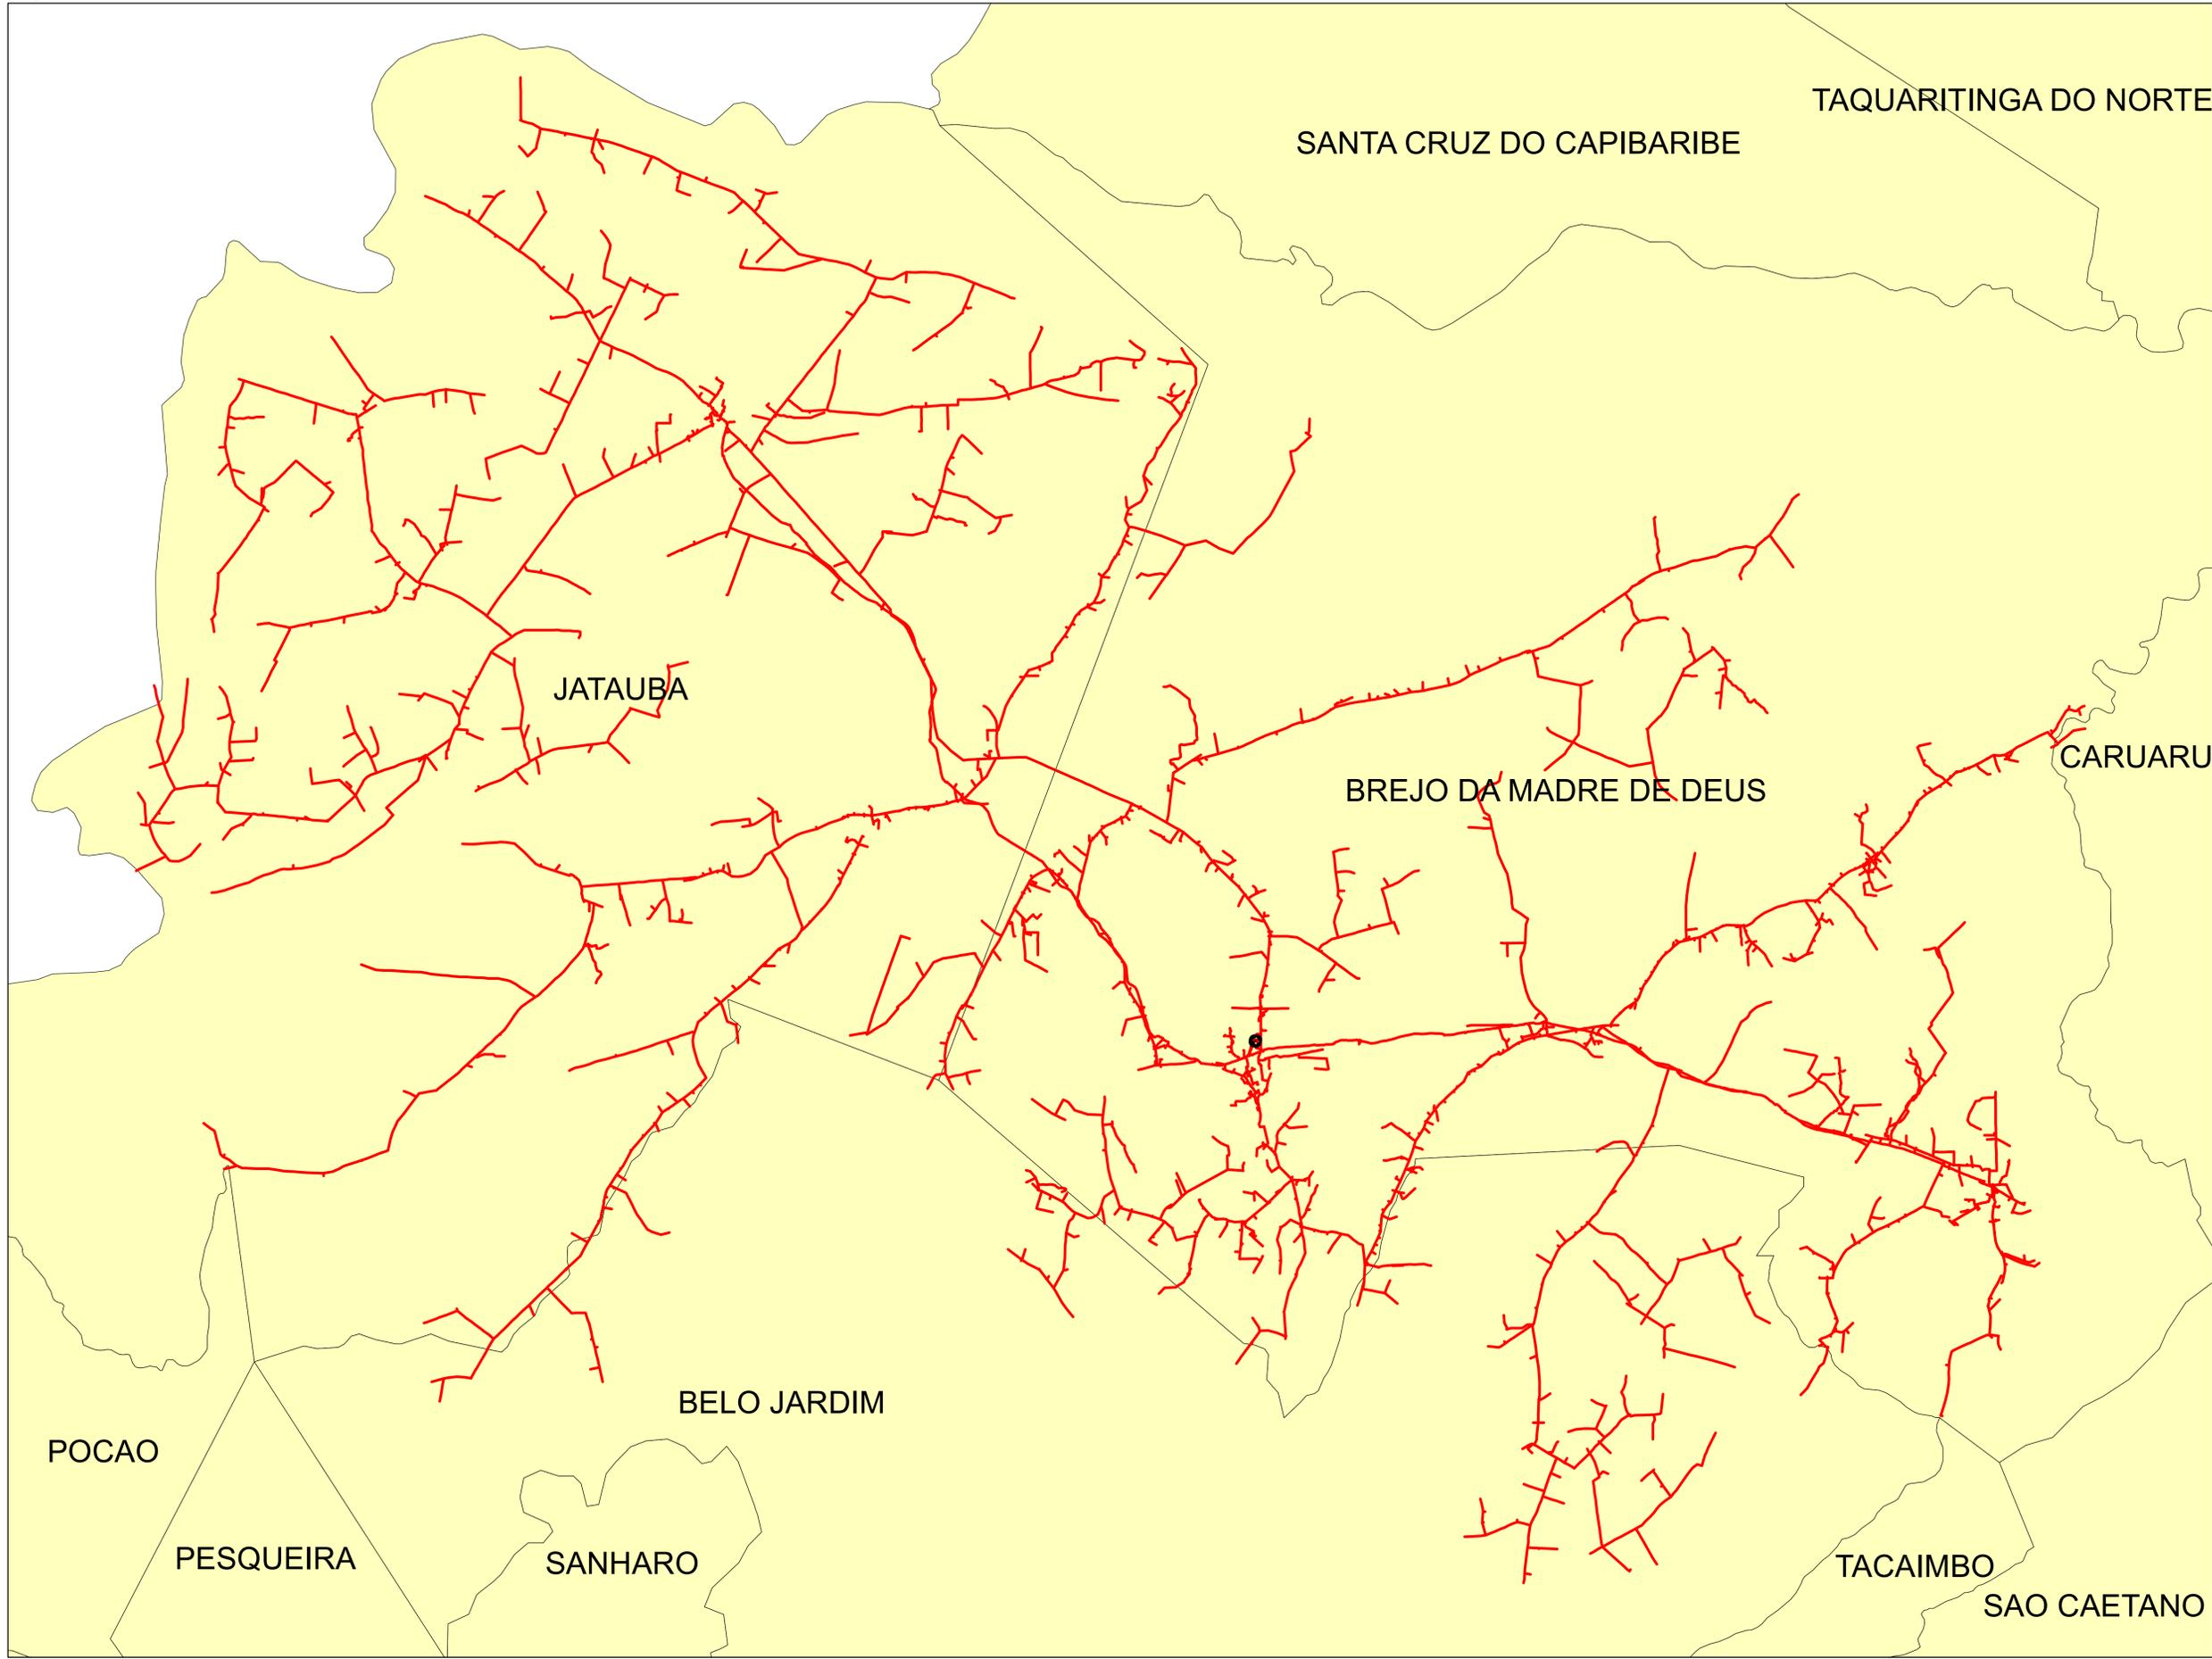 TAQUARITINGA DO NORTE
SANTA CRUZ DO CAPIBARIBE
JATAUBA
CARUARU
BREJO DA MADRE DE DEUS
BELO JARDIM
POCAO
PESQUEIRA
SANHARO
TACAIMBO
SAO CAETANO